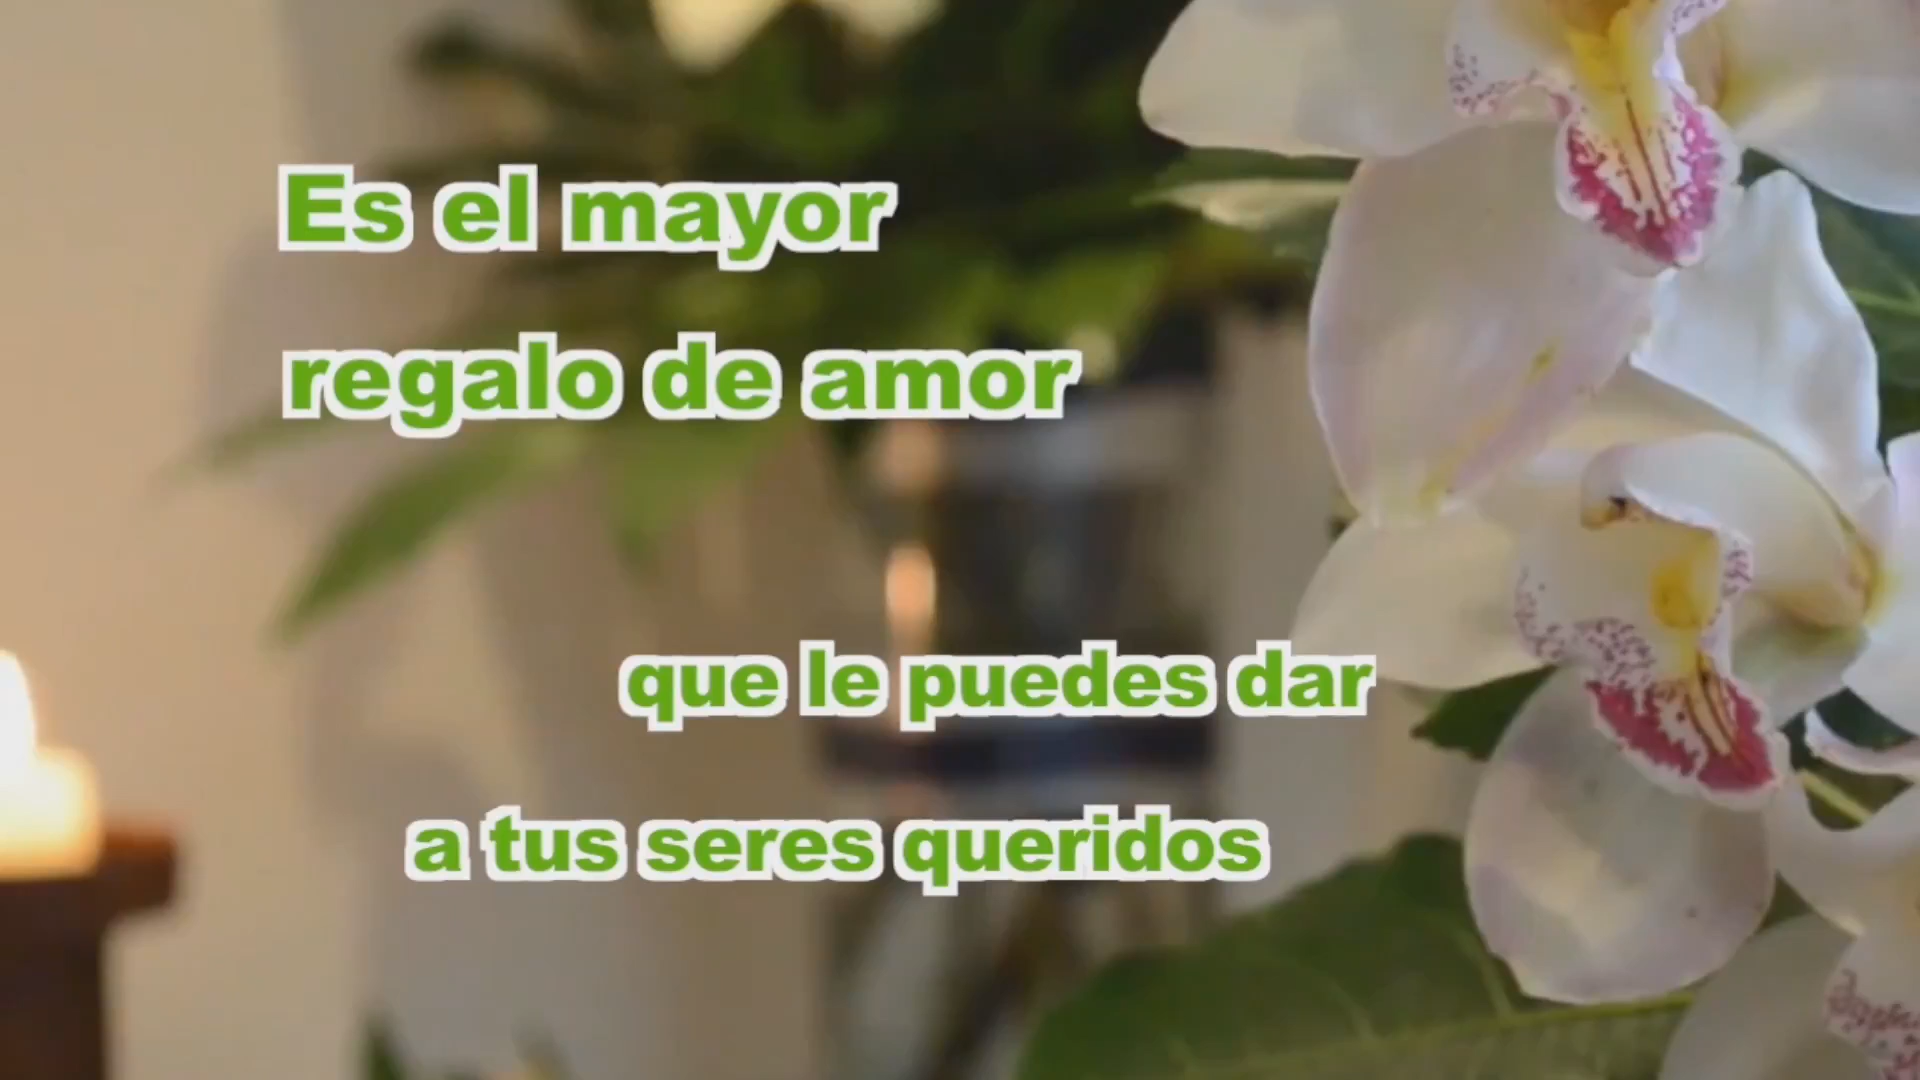 Es el mayor
regalo de amor
que le puedes dar
a tus seres queridos